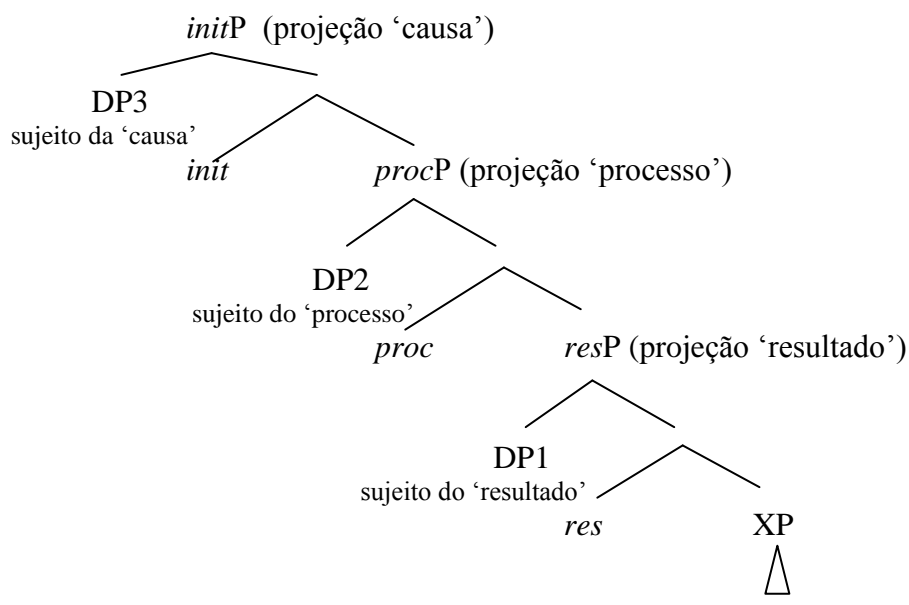 initP (projeção ‘causa’)
DP3
sujeito da ‘causa’
init procP (projeção ‘processo’)
DP2
sujeito do ‘processo’
proc resP (projeção ‘resultado’)
DP1
sujeito do ‘resultado’
res XP